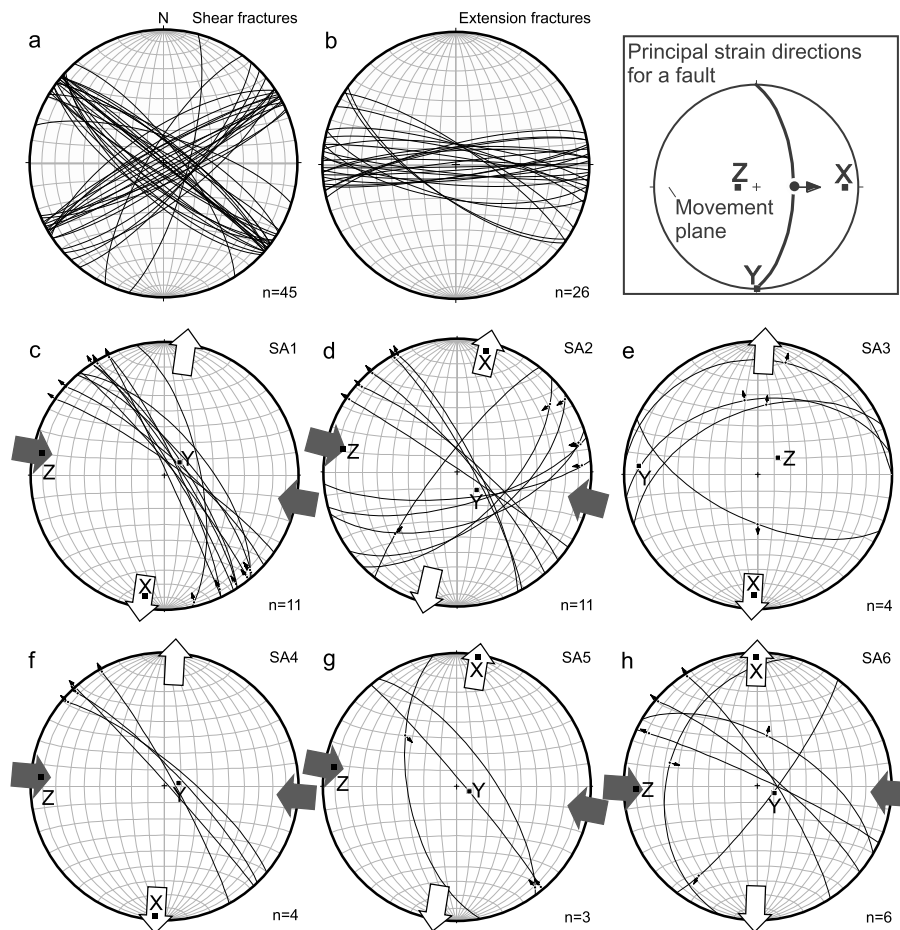 a
N
Shear fractures
n=45
b
Extension fractures
n=26
Principal strain directions
for a fault
Z
X
Movement
plane
Y
c
SA1
Y
Z
X
n=11
d
SA2
X
Z
Y
n=11
e
SA3
Y
Z
X
n=4
f
SA4
Y
Z
X
n=4
g
SA5
X
Z
Y
n=3
h
SA6
X
Z
Y
n=6